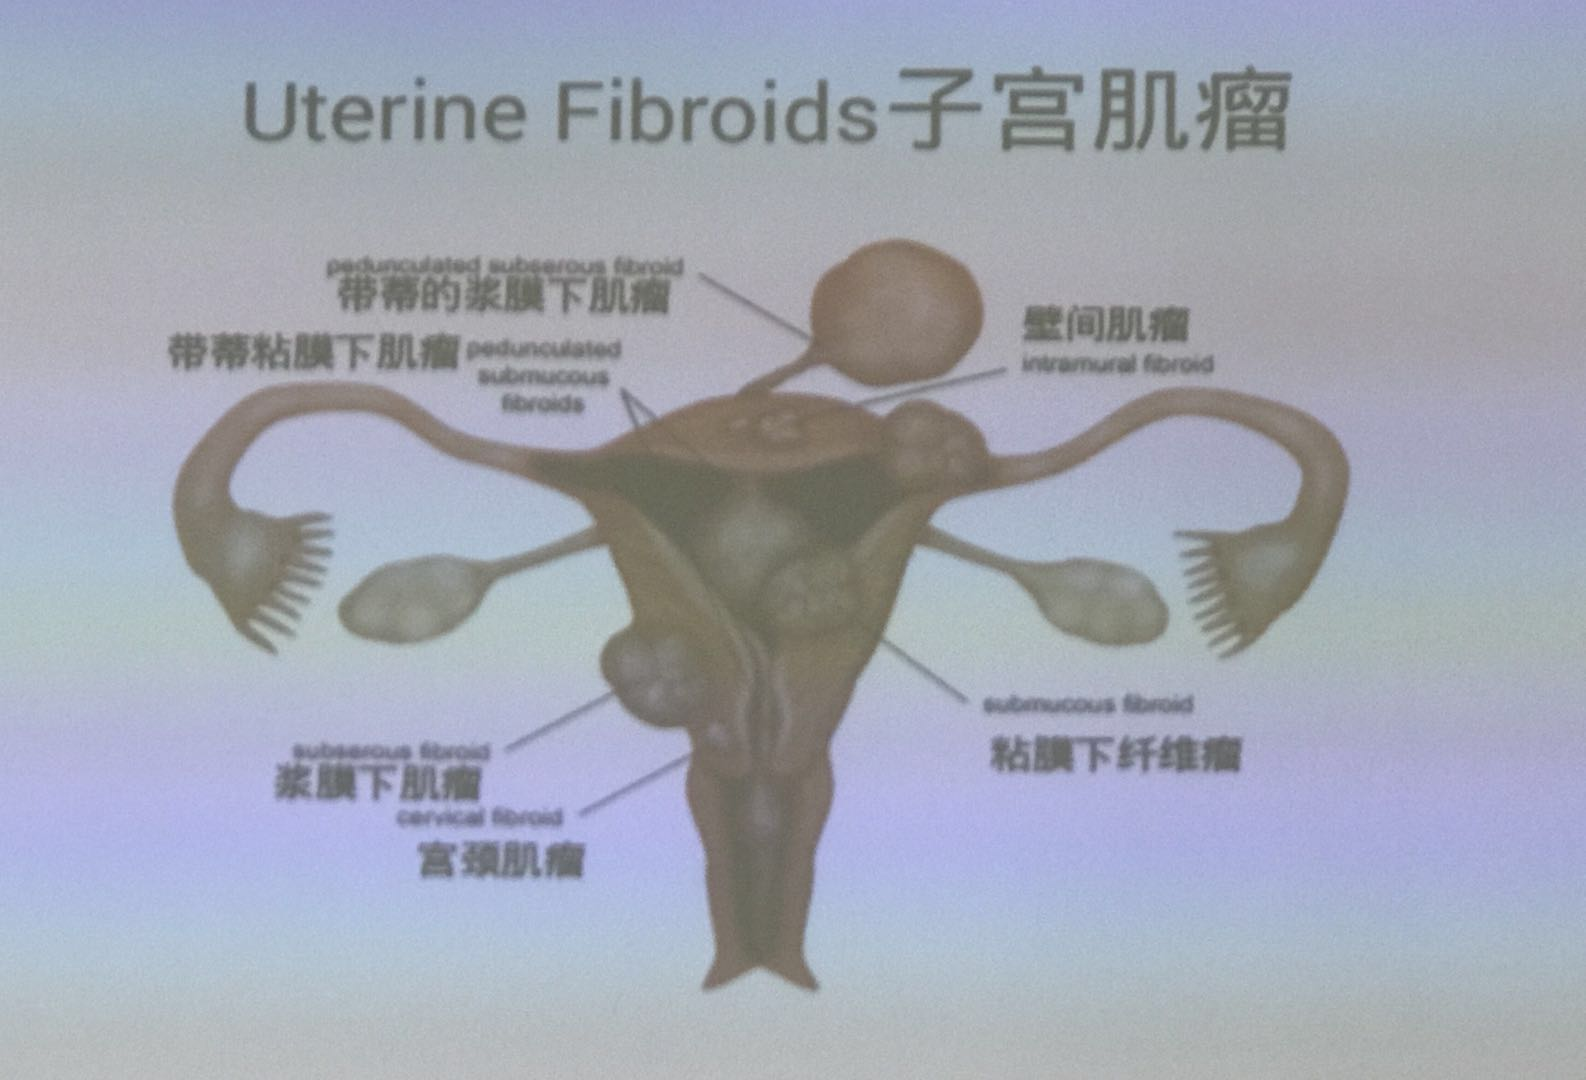 Uterine Fibroids子宫肌瘤
pedunculated subserous fibroid
带蒂的浆膜下肌瘤
带蒂粘膜下肌瘤 pedunculated
submucous
fibroids
壁间肌瘤
intramural fibroid
subserous fibroid
浆膜下肌瘤
cervical fibroid
宫颈肌瘤
submucous fibroid
粘膜下纤维瘤